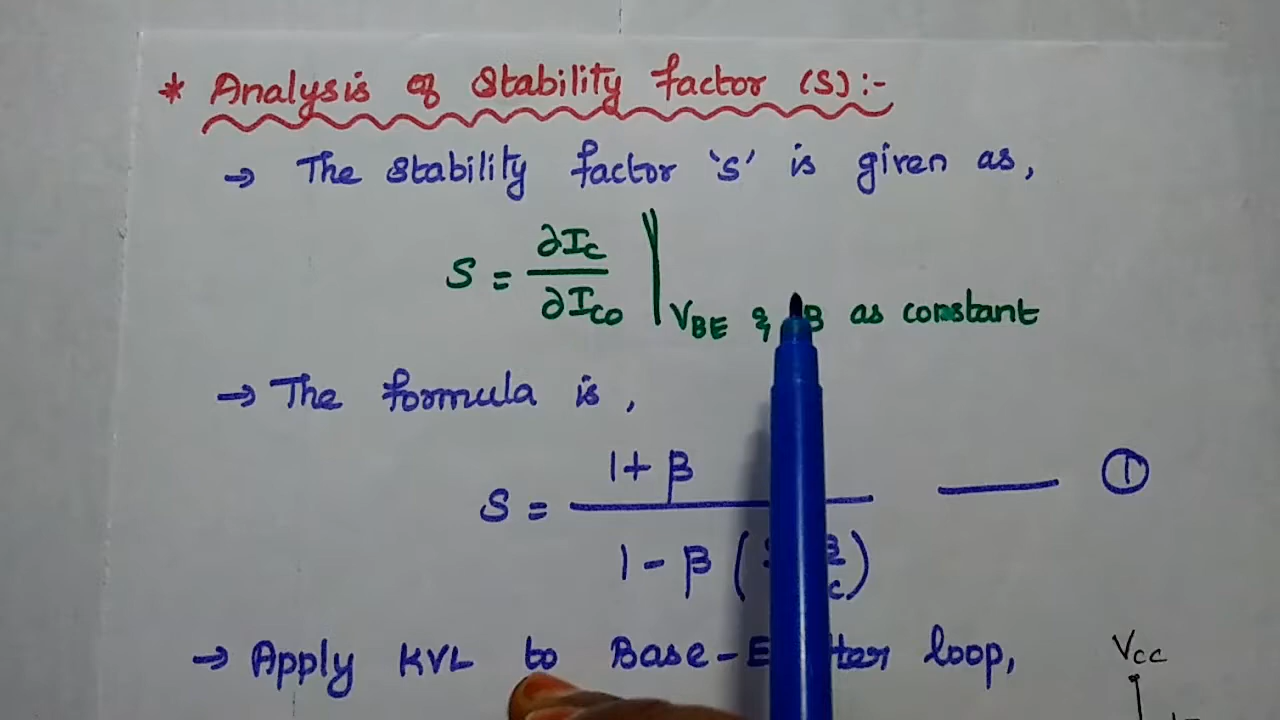 * Analysis of Stability factor (S):-
→ The Stability factor 'S' is given as,
S = ∂Ic / ∂Ico | VBE & β as constant
→ The formula is,
S = 1 + β / 1 - β ( ) —— ①
→ Apply KVL to Base- loop,
Vcc